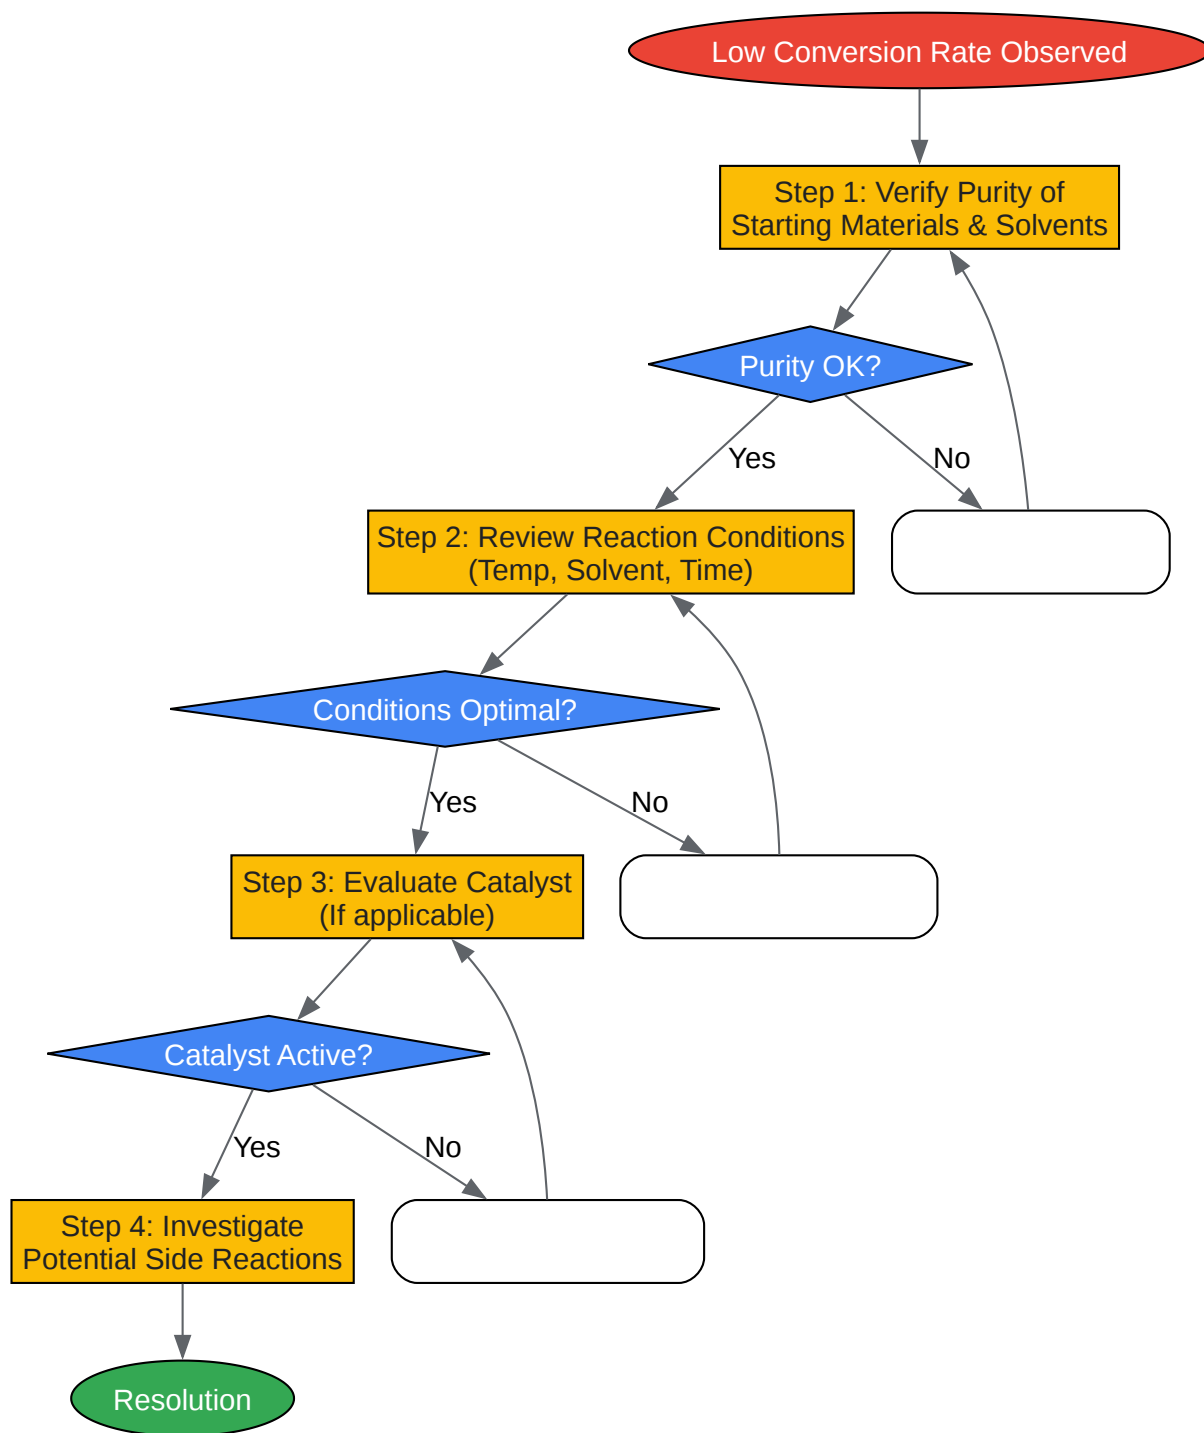 Low Conversion Rate Observed
Step 1: Verify Purity of
Starting Materials & Solvents
Purity OK?
Yes
No
Step 2: Review Reaction Conditions
(Temp, Solvent, Time)
Conditions Optimal?
Yes
No
Step 3: Evaluate Catalyst
(If applicable)
Catalyst Active?
Yes
No
Step 4: Investigate
Potential Side Reactions
Resolution